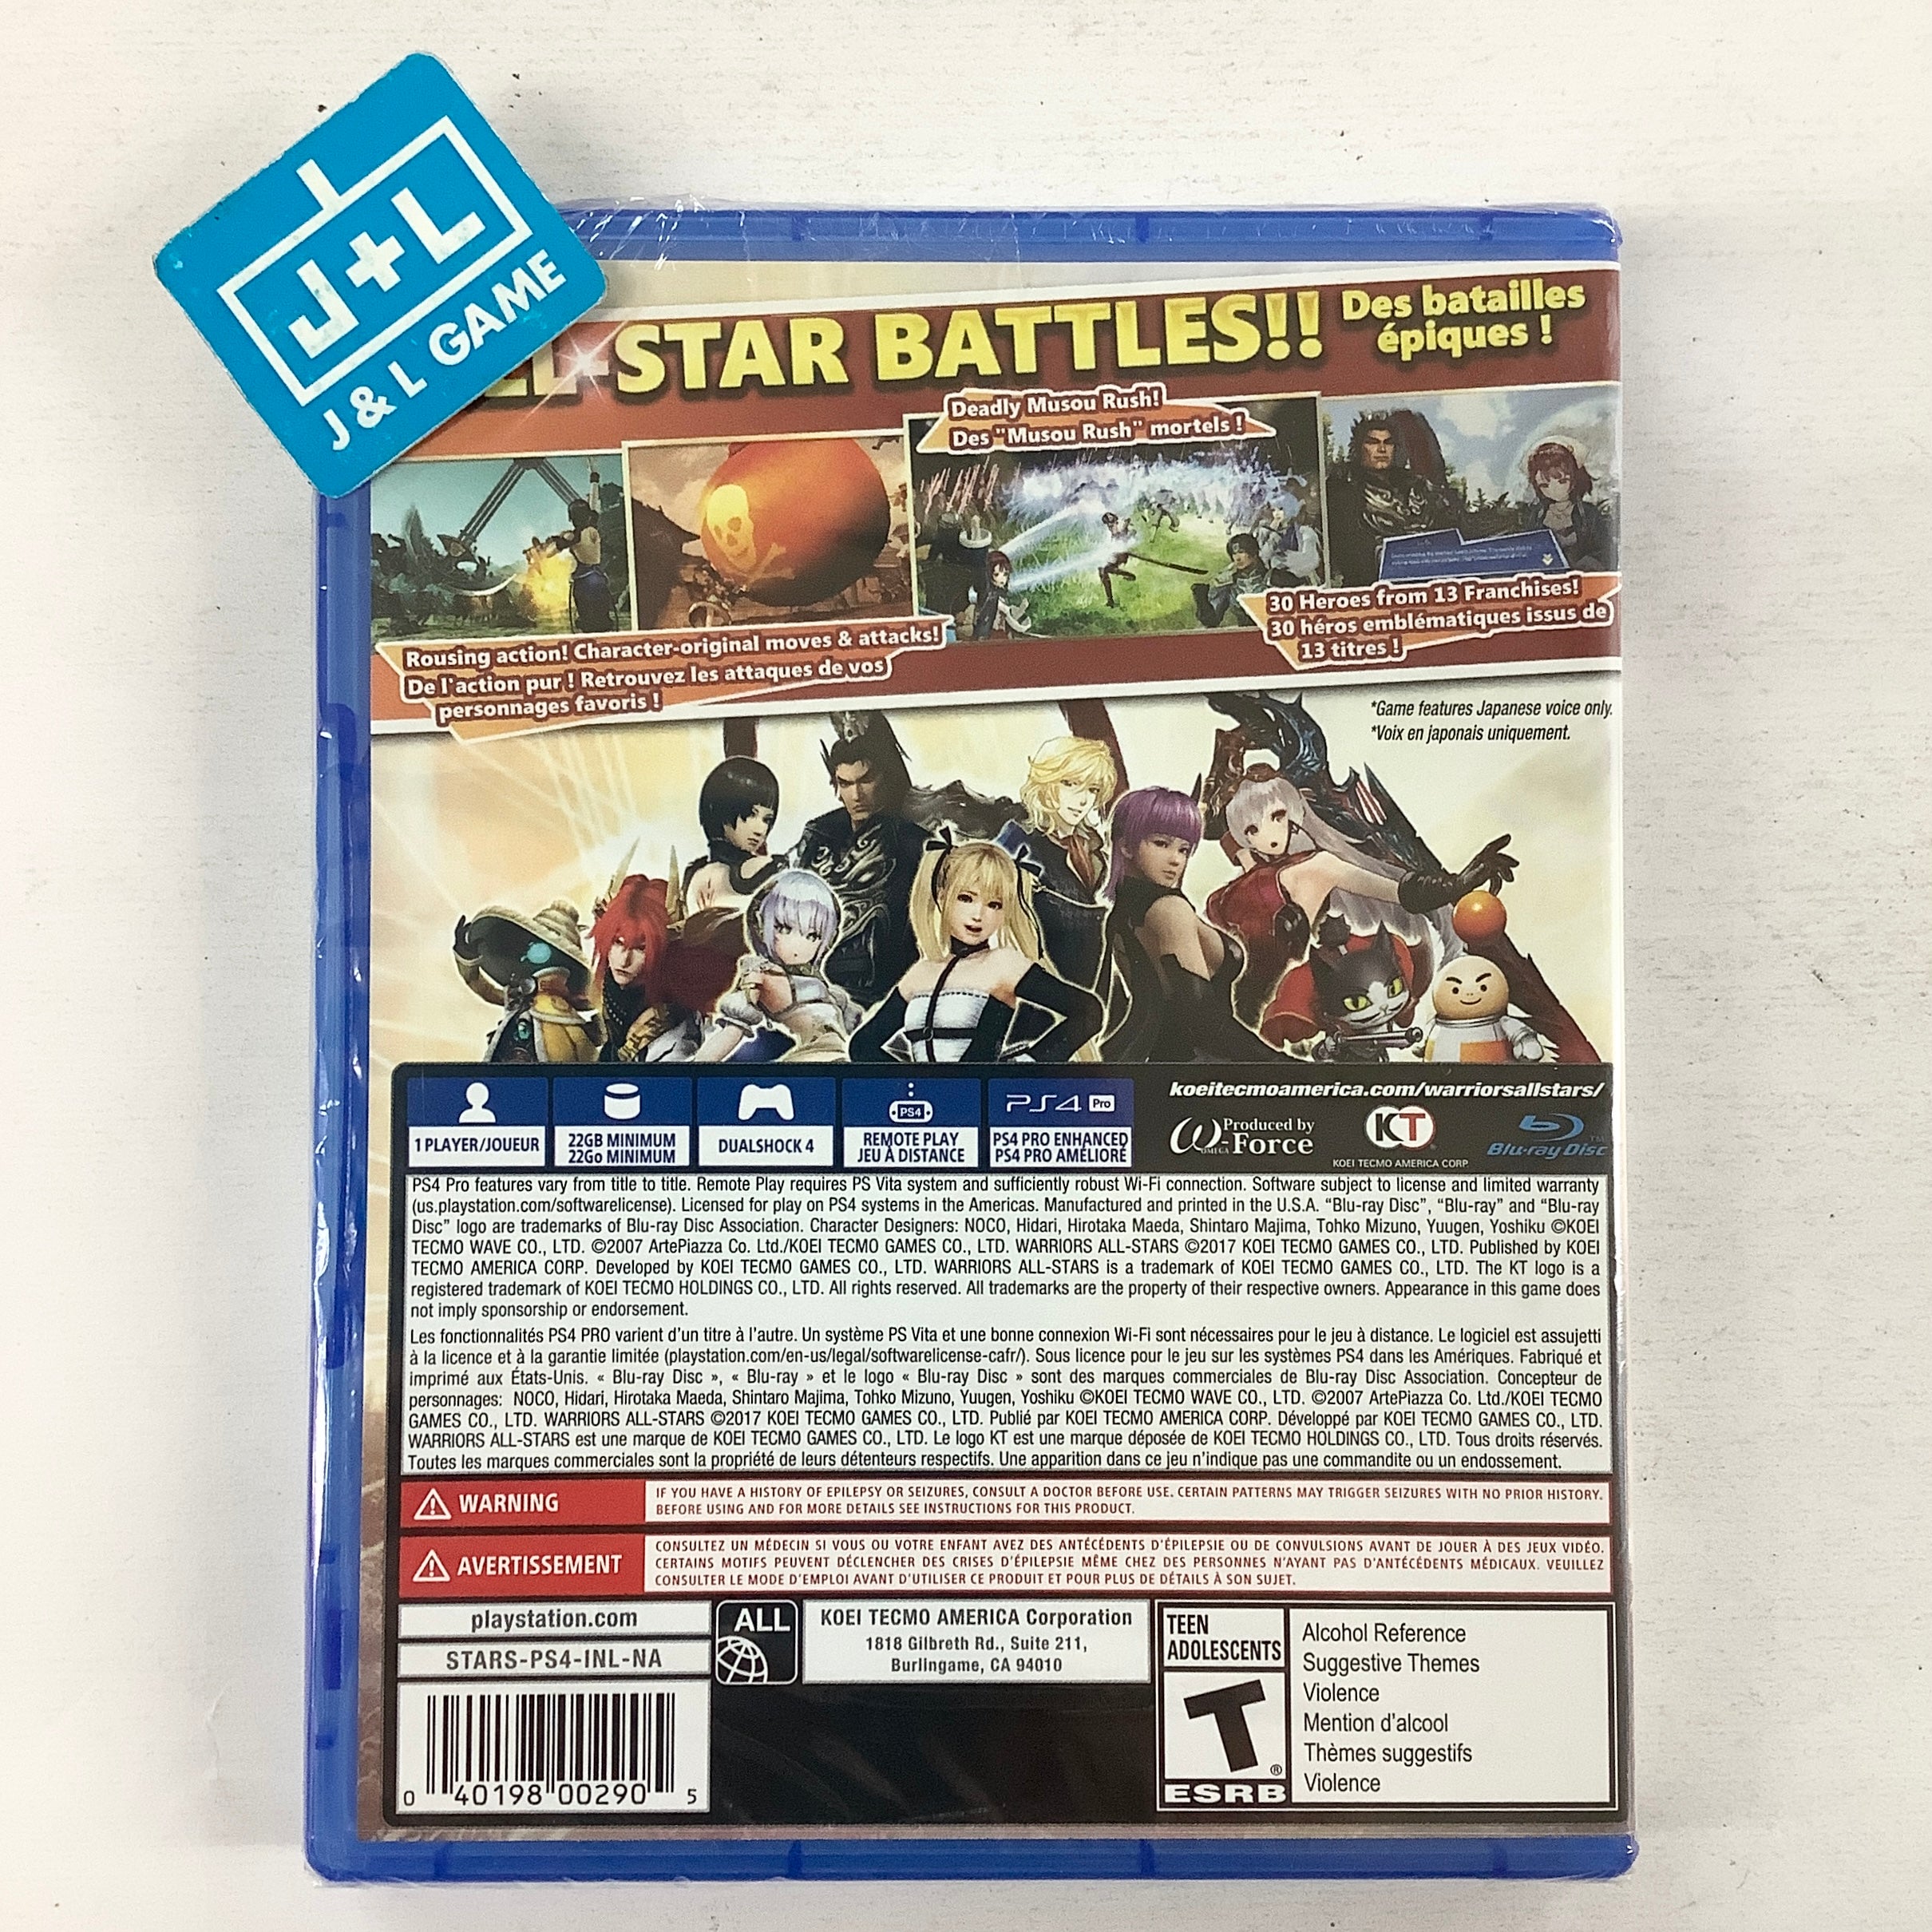 J+L
J & L GAME
-STAR BATTLES!!
Des batailles
épiques !
Deadly Musou Rush!
Des "Musou Rush" mortels !
30 Heroes from 13 Franchises!
30 héros emblématiques issus de
13 titres !
Rousing action! Character-original moves & attacks!
De l'action pur ! Retrouvez les attaques de vos
personnages favoris !
*Game features Japanese voice only.
*Voix en japonais uniquement.
1 PLAYER/JOUEUR
22GB MINIMUM
22Go MINIMUM
DUALSHOCK 4
PS4
REMOTE PLAY
JEU À DISTANCE
PS4 Pro
PS4 PRO ENHANCED
PS4 PRO AMÉLIORÉ
koeitecmoamerica.com/warriorsallstars/
Produced by
ω-Force
OMEGA
KT
KOEI TECMO AMERICA CORP.
Blu-ray Disc™
PS4 Pro features vary from title to title. Remote Play requires PS Vita system and sufficiently robust Wi-Fi connection. Software subject to license and limited warranty
(us.playstation.com/softwarelicense). Licensed for play on PS4 systems in the Americas. Manufactured and printed in the U.S.A. “Blu-ray Disc”, “Blu-ray” and “Blu-ray
Disc” logo are trademarks of Blu-ray Disc Association. Character Designers: NOCO, Hidari, Hirotaka Maeda, Shintaro Majima, Tohko Mizuno, Yuugen, Yoshiku ©KOEI
TECMO WAVE CO., LTD. ©2007 ArtePiazza Co. Ltd./KOEI TECMO GAMES CO., LTD. WARRIORS ALL-STARS ©2017 KOEI TECMO GAMES CO., LTD. Published by KOEI
TECMO AMERICA CORP. Developed by KOEI TECMO GAMES CO., LTD. WARRIORS ALL-STARS is a trademark of KOEI TECMO GAMES CO., LTD. The KT logo is a
registered trademark of KOEI TECMO HOLDINGS CO., LTD. All rights reserved. All trademarks are the property of their respective owners. Appearance in this game does
not imply sponsorship or endorsement.
Les fonctionnalités PS4 PRO varient d’un titre à l’autre. Un système PS Vita et une bonne connexion Wi-Fi sont nécessaires pour le jeu à distance. Le logiciel est assujetti
à la licence et à la garantie limitée (playstation.com/en-us/legal/softwarelicense-cafr/). Sous licence pour le jeu sur les systèmes PS4 dans les Amériques. Fabriqué et
imprimé aux États-Unis. « Blu-ray Disc », « Blu-ray » et le logo « Blu-ray Disc » sont des marques commerciales de Blu-ray Disc Association. Concepteur de
personnages: NOCO, Hidari, Hirotaka Maeda, Shintaro Majima, Tohko Mizuno, Yuugen, Yoshiku ©KOEI TECMO WAVE CO., LTD. ©2007 ArtePiazza Co. Ltd./KOEI TECMO
GAMES CO., LTD. WARRIORS ALL-STARS ©2017 KOEI TECMO GAMES CO., LTD. Publié par KOEI TECMO AMERICA CORP. Développé par KOEI TECMO GAMES CO., LTD.
WARRIORS ALL-STARS est une marque de KOEI TECMO GAMES CO., LTD. Le logo KT est une marque déposée de KOEI TECMO HOLDINGS CO., LTD. Tous droits réservés.
Toutes les marques commerciales sont la propriété de leurs détenteurs respectifs. Une apparition dans ce jeu n’indique pas une commandite ou un endossement.
WARNING
IF YOU HAVE A HISTORY OF EPILEPSY OR SEIZURES, CONSULT A DOCTOR BEFORE USE. CERTAIN PATTERNS MAY TRIGGER SEIZURES WITH NO PRIOR HISTORY.
BEFORE USING AND FOR MORE DETAILS SEE INSTRUCTIONS FOR THIS PRODUCT.
AVERTISSEMENT
CONSULTEZ UN MÉDECIN SI VOUS OU VOTRE ENFANT AVEZ DES ANTÉCÉDENTS D’ÉPILEPSIE OU DE CONVULSIONS AVANT DE JOUER À DES JEUX VIDÉO.
CERTAINS MOTIFS PEUVENT DÉCLENCHER DES CRISES D’ÉPILEPSIE MÊME CHEZ DES PERSONNES N’AYANT PAS D’ANTÉCÉDENTS MÉDICAUX. VEUILLEZ
CONSULTER LE MODE D’EMPLOI AVANT D’UTILISER CE PRODUIT ET POUR PLUS DE DÉTAILS À SON SUJET.
playstation.com
STARS-PS4-INL-NA
0 40198 00290 5
ALL
KOEI TECMO AMERICA Corporation
1818 Gilbreth Rd., Suite 211,
Burlingame, CA 94010
TEEN
ADOLESCENTS
T
ESRB
®
Alcohol Reference
Suggestive Themes
Violence
Mention d’alcool
Thèmes suggestifs
Violence